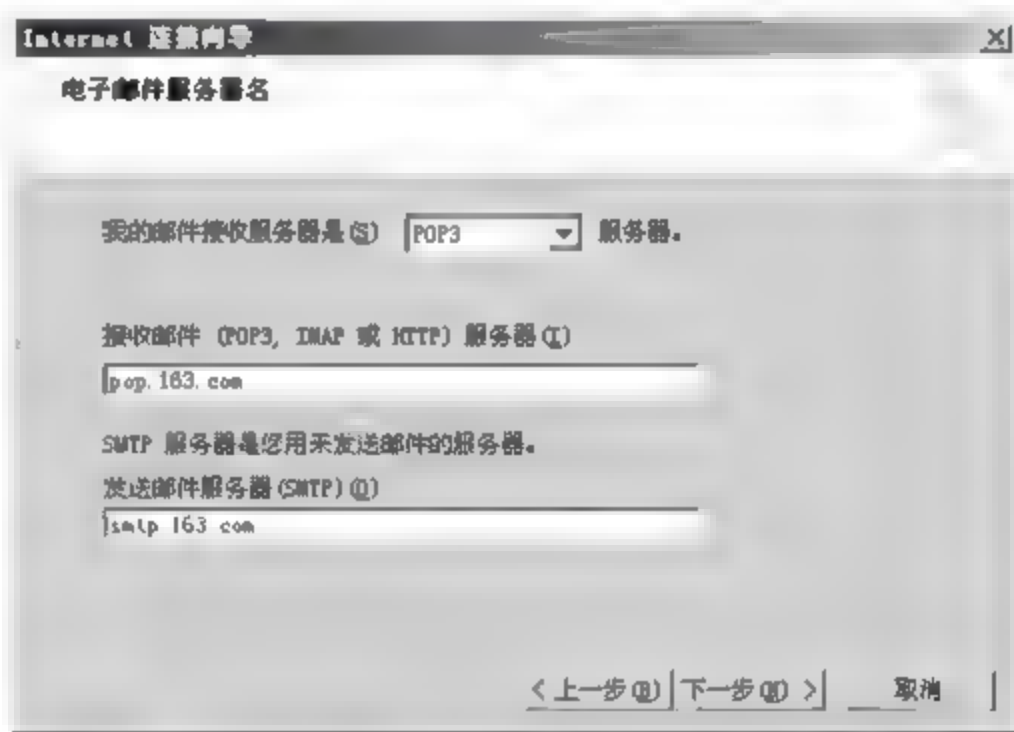 Internet 连接向导
电子邮件服务器名
我的邮件接收服务器是(S) POP3 服务器。
接收邮件 (POP3, IMAP 或 HTTP) 服务器(I)
pop.163.com
SMTP 服务器是您用来发送邮件的服务器。
发送邮件服务器(SMTP)(O)
smtp 163 com
< 上一步(B) 下一步(N) > 取消